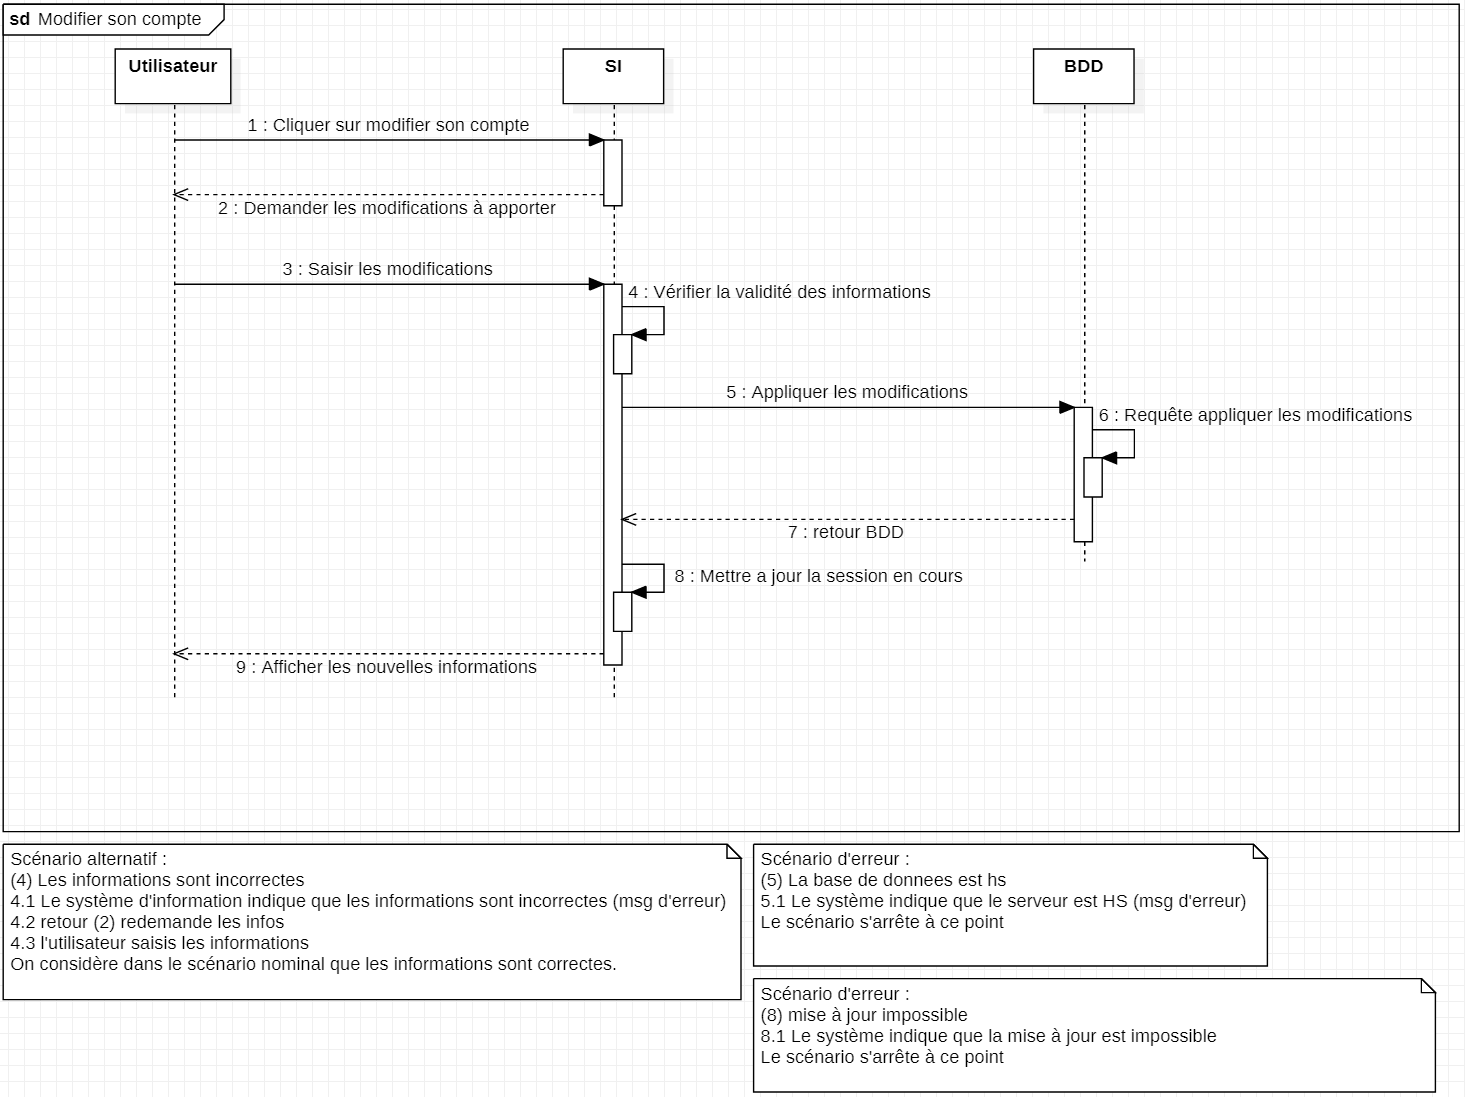 sd Modifier son compte
Utilisateur
SI
BDD
1 : Cliquer sur modifier son compte
2 : Demander les modifications à apporter
3 : Saisir les modifications
4 : Vérifier la validité des informations
5 : Appliquer les modifications
6 : Requête appliquer les modifications
7 : retour BDD
8 : Mettre a jour la session en cours
9 : Afficher les nouvelles informations
Scénario alternatif :
(4) Les informations sont incorrectes
4.1 Le système d'information indique que les informations sont incorrectes (msg d'erreur)
4.2 retour (2) redemande les infos
4.3 l'utilisateur saisis les informations
On considère dans le scénario nominal que les informations sont correctes.
Scénario d'erreur :
(5) La base de donnees est hs
5.1 Le système indique que le serveur est HS (msg d'erreur)
Le scénario s'arrête à ce point
Scénario d'erreur :
(8) mise à jour impossible
8.1 Le système indique que la mise à jour est impossible
Le scénario s'arrête à ce point